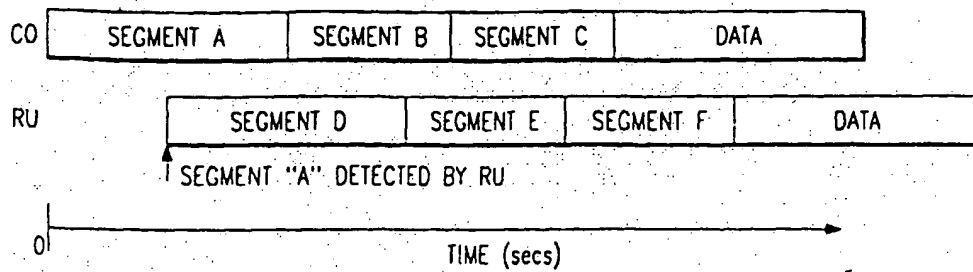 CO SEGMENT A SEGMENT B SEGMENT C DATA
RU SEGMENT D SEGMENT E SEGMENT F DATA
SEGMENT "A" DETECTED BY RU
0
TIME (secs)